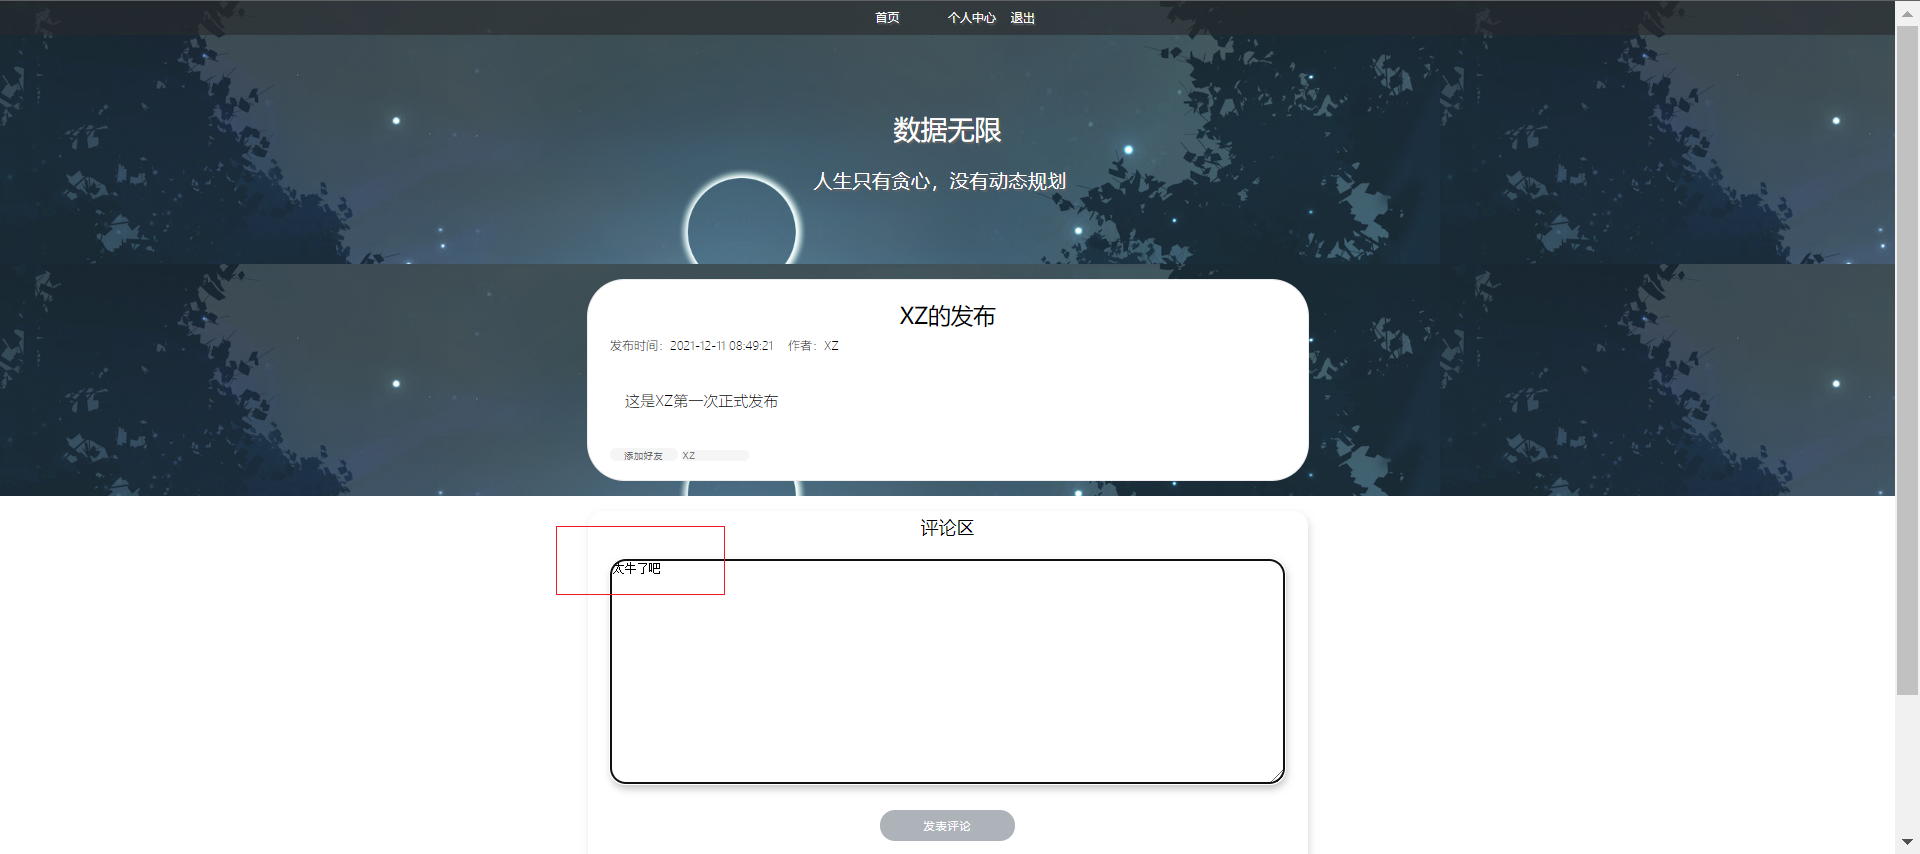 首页 个人中心 退出
数据无限
人生只有贪心，没有动态规划
XZ的发布
发布时间：2021-12-11 08:49:21 作者：XZ
这是XZ第一次正式发布
添加好友 XZ
评论区
太牛了吧
发表评论